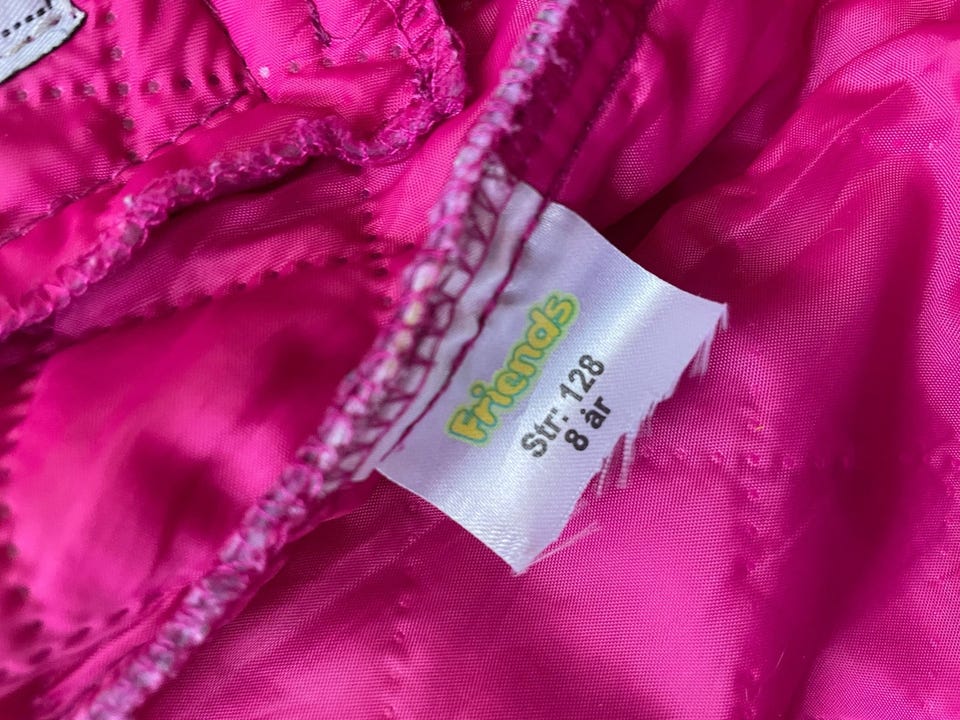 Friends
Str: 128
8 år